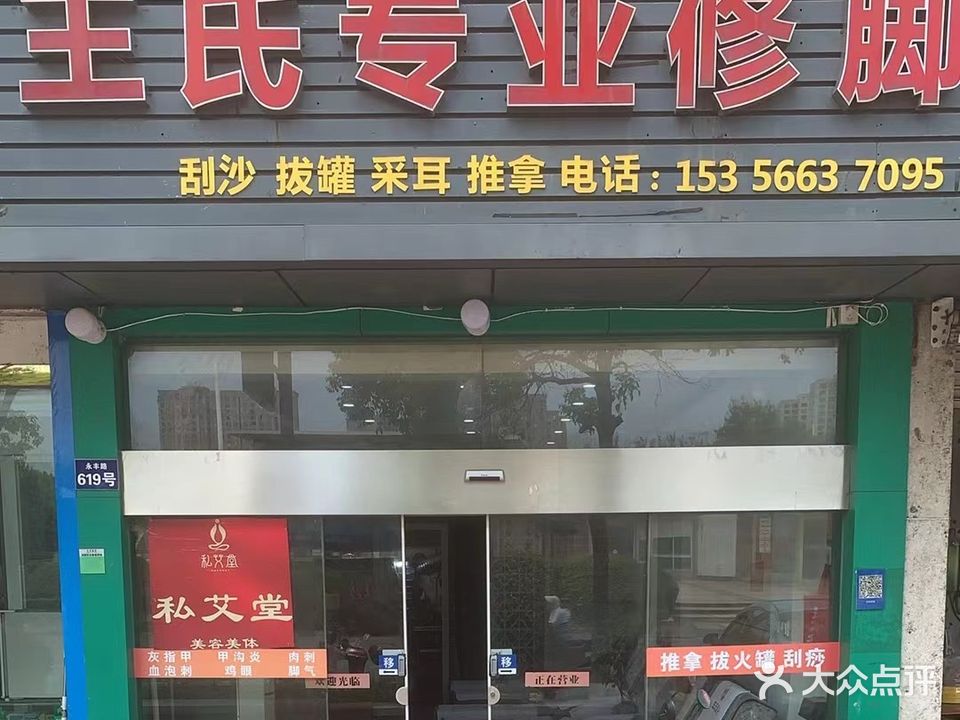 全民专业修脚
刮沙 拔罐 采耳 推拿 电话：153 5663 7095
永丰路
619号
私艾堂
私艾堂
美容美体
灰指甲 甲沟炎 肉刺
血泡刺 鸡眼 脚气
欢迎光临
移
移
正在营业
推拿 拔火罐 刮痧
大众点评